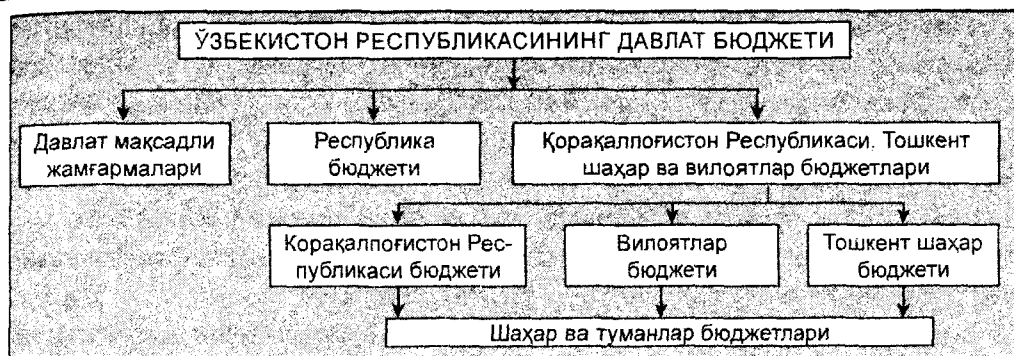 ЎЗБЕКИСТОН РЕСПУБЛИКАСИНИНГ ДАВЛАТ БЮДЖЕТИ
Давлат мақсадли
жамғармалари
Республика
бюджети
Қорақалпоғистон Республикаси. Тошкент
шаҳар ва вилоятлар бюджетлари
Корақалпоғистон Рес-
публикаси бюджети
Вилоятлар
бюджети
Тошкент шаҳар
бюджети
Шаҳар ва туманлар бюджетлари